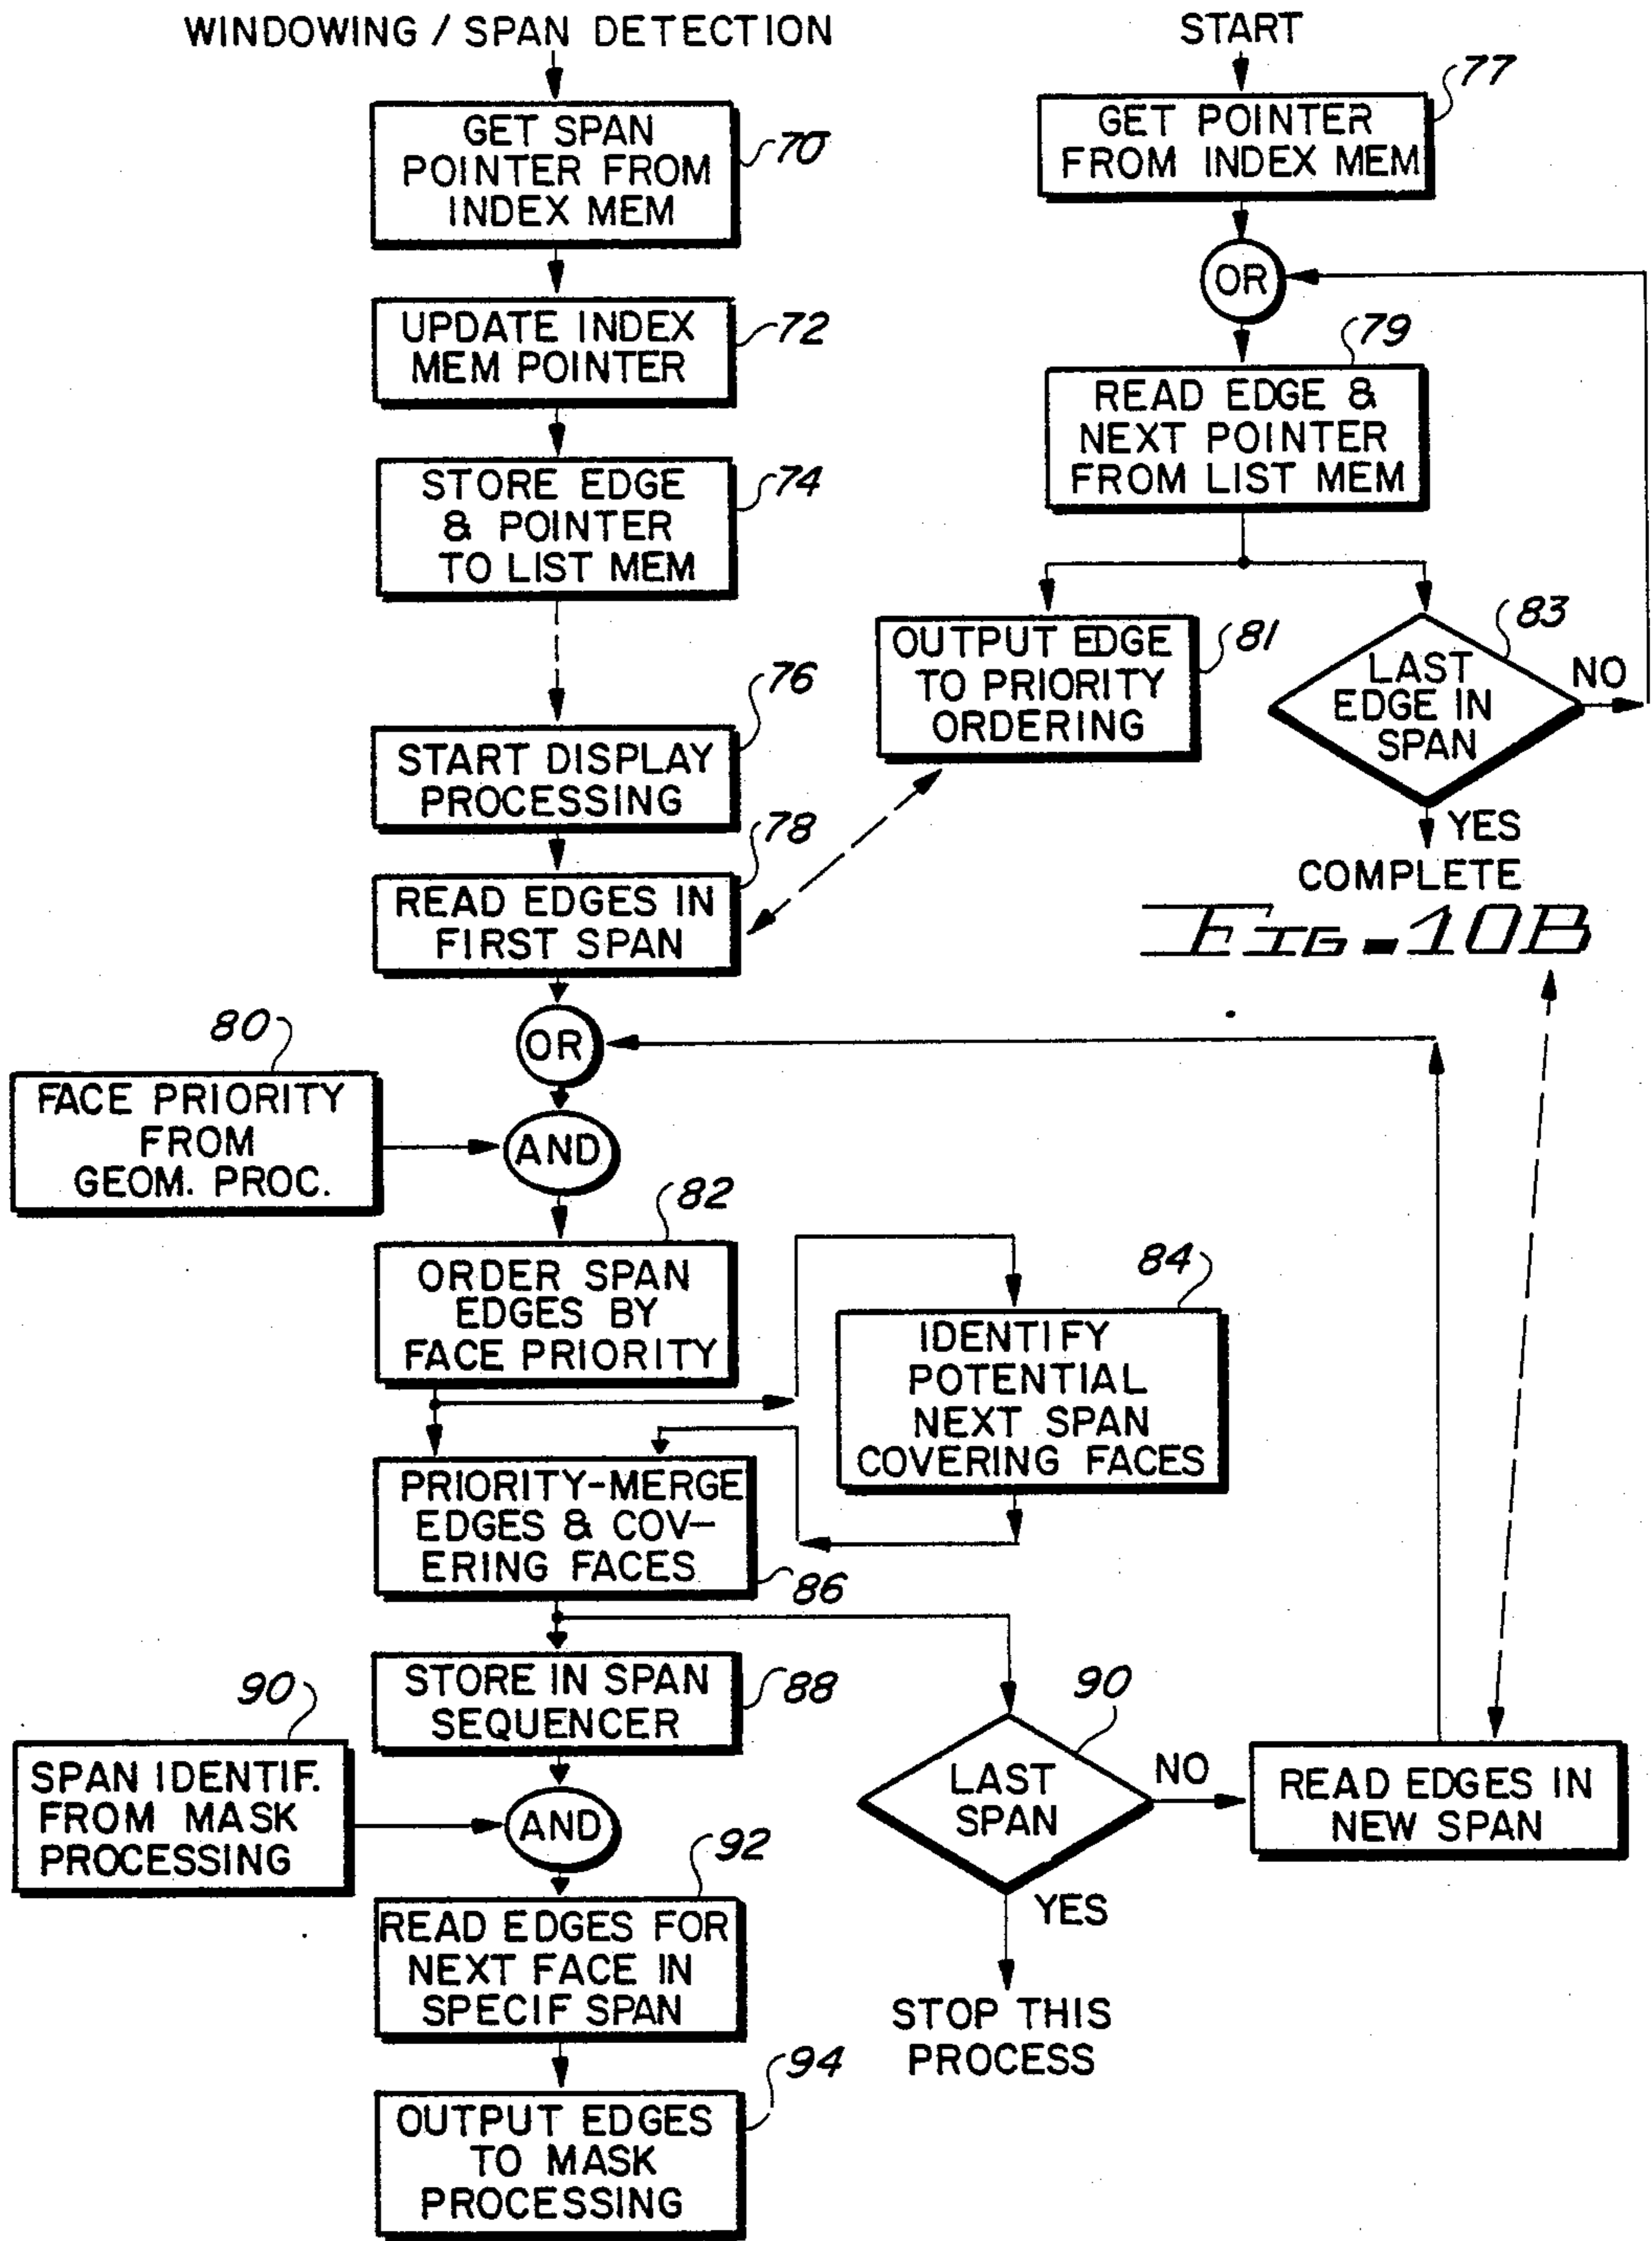 WINDOWING / SPAN DETECTION
GET SPAN
POINTER FROM
INDEX MEM
70
UPDATE INDEX
MEM POINTER
72
STORE EDGE
& POINTER
TO LIST MEM
74
START DISPLAY
PROCESSING
76
READ EDGES IN
FIRST SPAN
78
START
GET POINTER
FROM INDEX MEM
77
OR
READ EDGE &
NEXT POINTER
FROM LIST MEM
79
OUTPUT EDGE
TO PRIORITY
ORDERING
81
LAST
EDGE IN
SPAN
83
NO
YES
COMPLETE
FIG-10B
OR
80
FACE PRIORITY
FROM
GEOM. PROC.
AND
ORDER SPAN
EDGES BY
FACE PRIORITY
82
IDENTIFY
POTENTIAL
NEXT SPAN
COVERING FACES
84
PRIORITY-MERGE
EDGES & COV-
ERING FACES
86
STORE IN SPAN
SEQUENCER
88
90
SPAN IDENTIF.
FROM MASK
PROCESSING
AND
LAST
SPAN
90
NO
READ EDGES IN
NEW SPAN
YES
STOP THIS
PROCESS
READ EDGES FOR
NEXT FACE IN
SPECIF SPAN
92
OUTPUT EDGES
TO MASK
PROCESSING
94